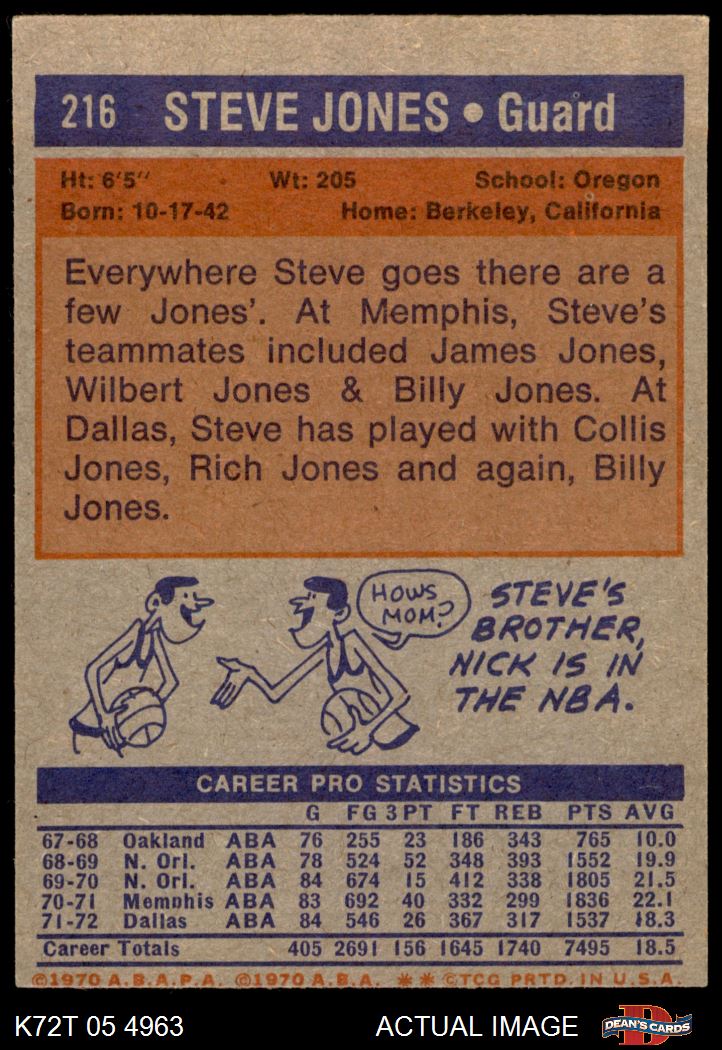 216 STEVE JONES • Guard
Ht: 6'5" Wt: 205 School: Oregon
Born: 10-17-42 Home: Berkeley, California
Everywhere Steve goes there are a
few Jones'. At Memphis, Steve's
teammates included James Jones,
Wilbert Jones & Billy Jones. At
Dallas, Steve has played with Collis
Jones, Rich Jones and again, Billy
Jones.
HOWS
MOM?
STEVE'S
BROTHER,
NICK IS IN
THE NBA.
CAREER PRO STATISTICS
G FG 3PT FT REB PTS AVG
67-68 Oakland ABA 76 255 23 186 343 765 10.0
68-69 N. Orl. ABA 78 524 52 348 393 1552 19.9
69-70 N. Orl. ABA 84 674 15 412 338 1805 21.5
70-71 Memphis ABA 83 692 40 332 299 1836 22.1
71-72 Dallas ABA 84 546 26 367 317 1537 18.3
Career Totals 405 2691 156 1645 1740 7495 18.5
©1970 A.B.A.P.A. ©1970 A.B.A. ** ©TCG PRTD. IN U.S.A.
K72T 05 4963 ACTUAL IMAGE DEAN'S CARDS